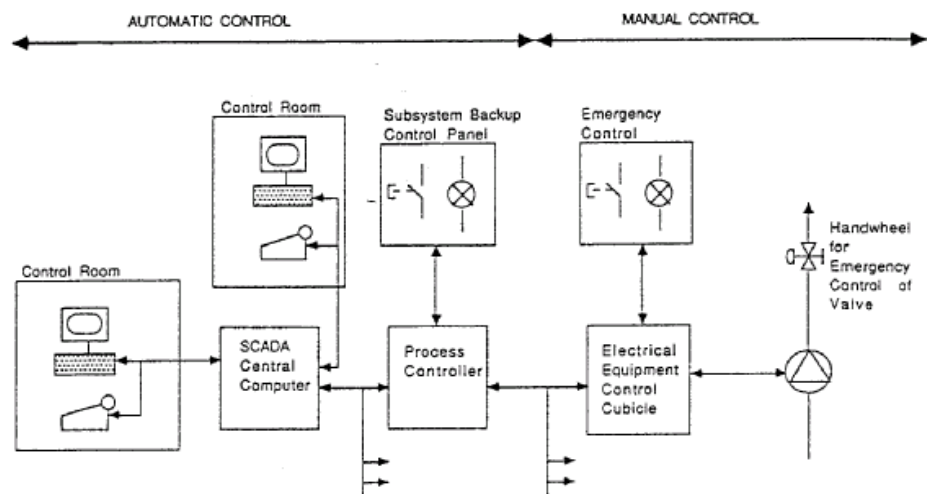 AUTOMATIC CONTROL
MANUAL CONTROL
Control Room
Subsystem Backup
Control Panel
Emergency
Control
Control Room
Handwheel
for
Emergency
Control of
Valve
SCADA
Central
Computer
Process
Controller
Electrical
Equipment
Control
Cubicle